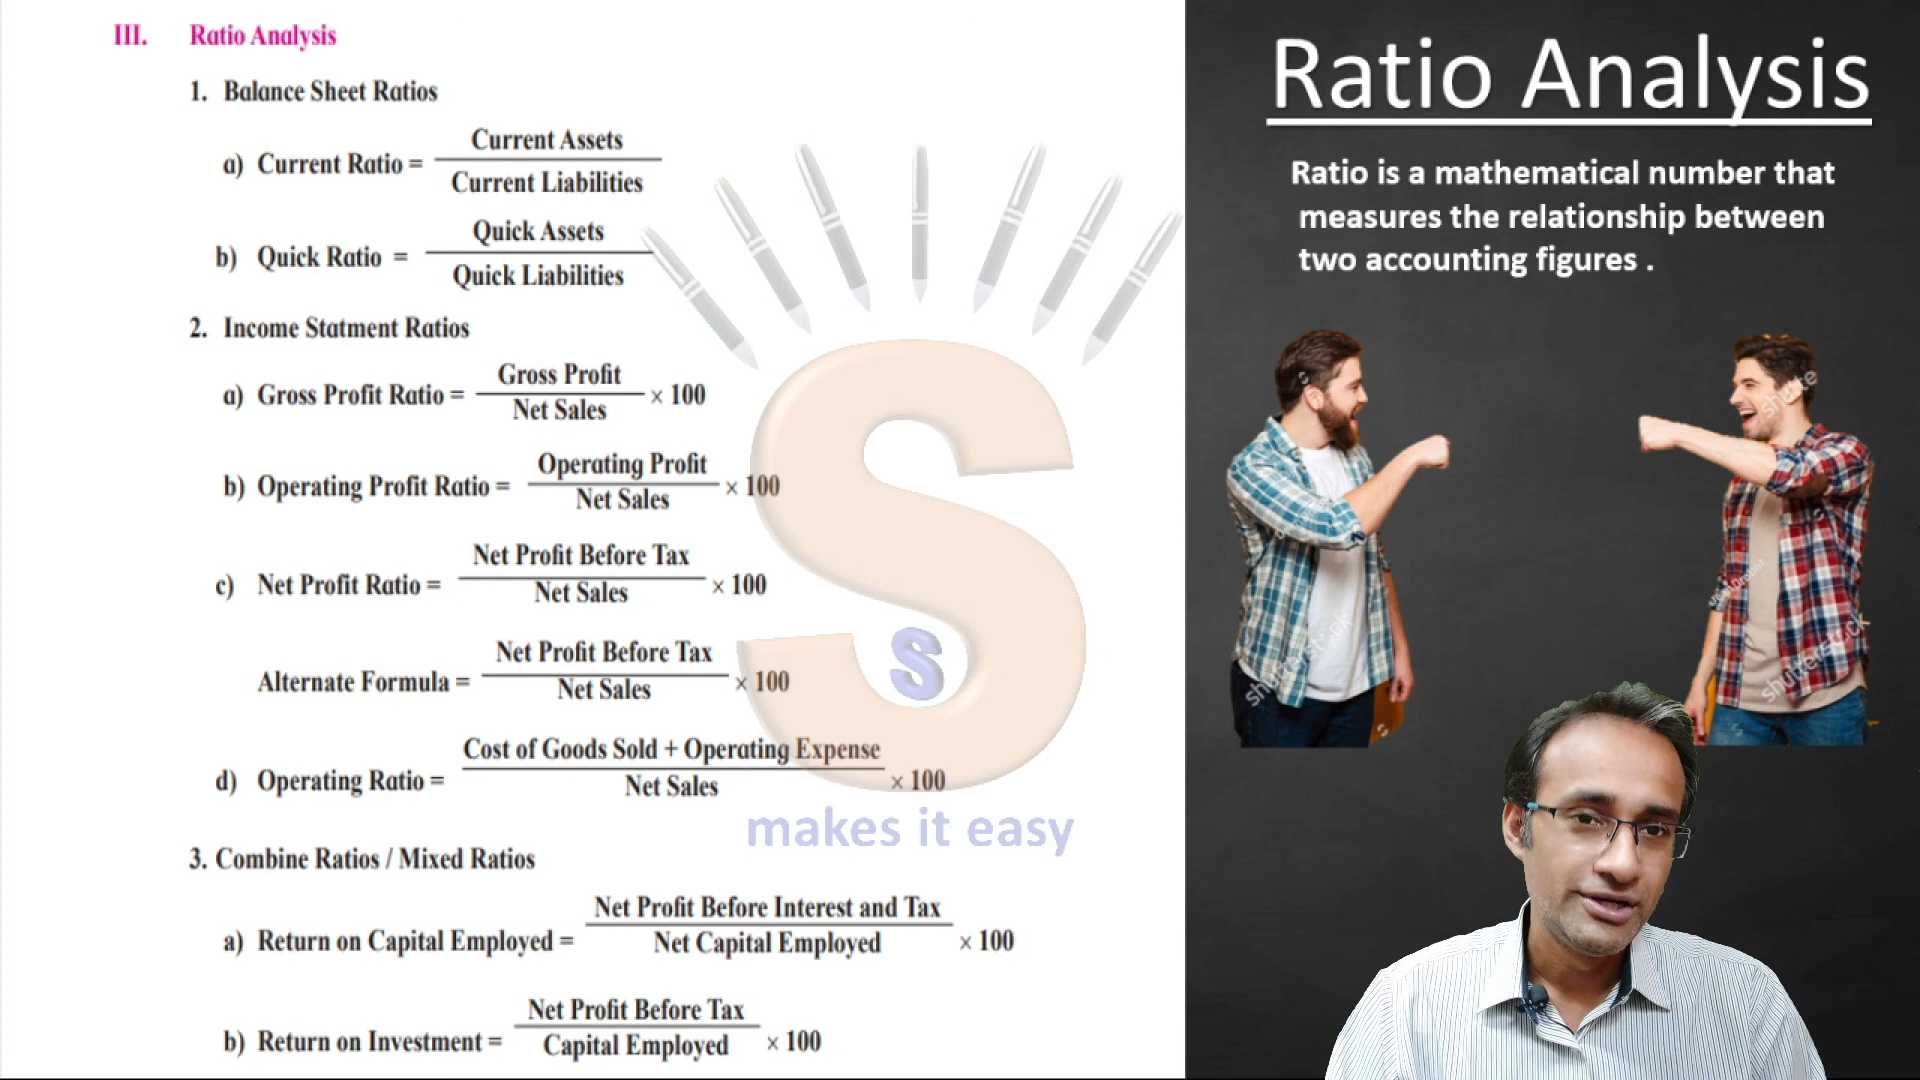 III. Ratio Analysis
1. Balance Sheet Ratios
a) Current Ratio = Current Assets
Current Liabilities
b) Quick Ratio = Quick Assets
Quick Liabilities
2. Income Statment Ratios
a) Gross Profit Ratio = Gross Profit
Net Sales
× 100
b) Operating Profit Ratio = Operating Profit
Net Sales
× 100
c) Net Profit Ratio = Net Profit Before Tax
Net Sales
× 100
Alternate Formula = Net Profit Before Tax
Net Sales
× 100
d) Operating Ratio = Cost of Goods Sold + Operating Expense
Net Sales
× 100
3. Combine Ratios / Mixed Ratios
a) Return on Capital Employed = Net Profit Before Interest and Tax
Net Capital Employed
× 100
b) Return on Investment = Net Profit Before Tax
Capital Employed
× 100
S
s
makes it easy
Ratio Analysis
Ratio is a mathematical number that
measures the relationship between
two accounting figures .
shutterstock
shutterstock